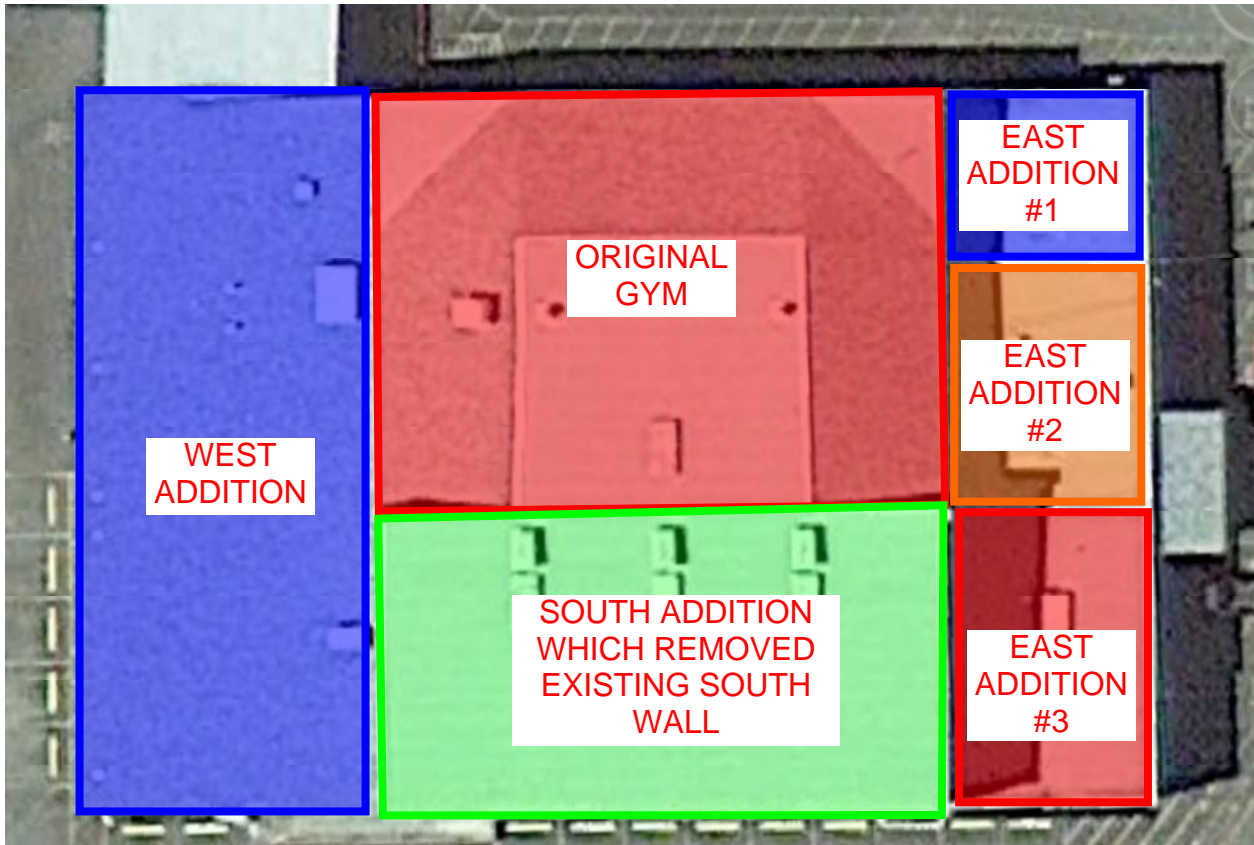 EAST
ADDITION
#1
ORIGINAL
GYM
EAST
ADDITION
#2
WEST
ADDITION
SOUTH ADDITION
WHICH REMOVED
EXISTING SOUTH
WALL
EAST
ADDITION
#3